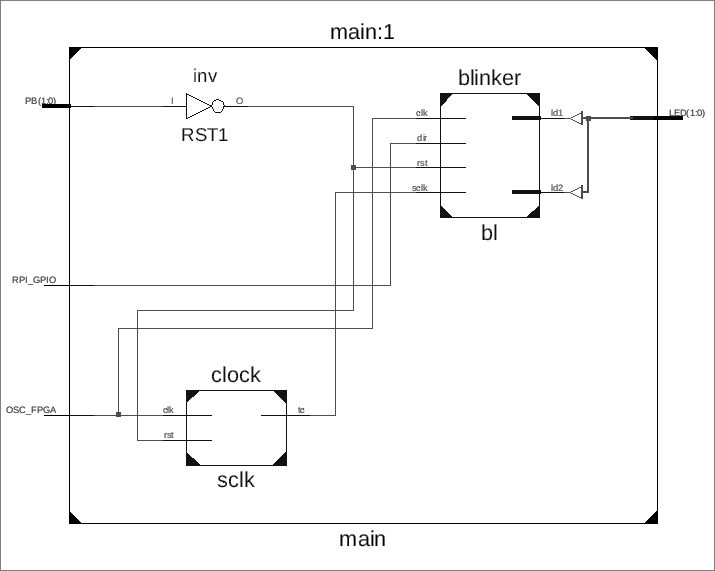 main:1
inv
PB(1:0)
I
O
RST1
blinker
clk
dir
rst
sclk
ld1
ld2
LED(1:0)
bl
RPI_GPIO
clock
OSC_FPGA
clk
rst
tc
sclk
main